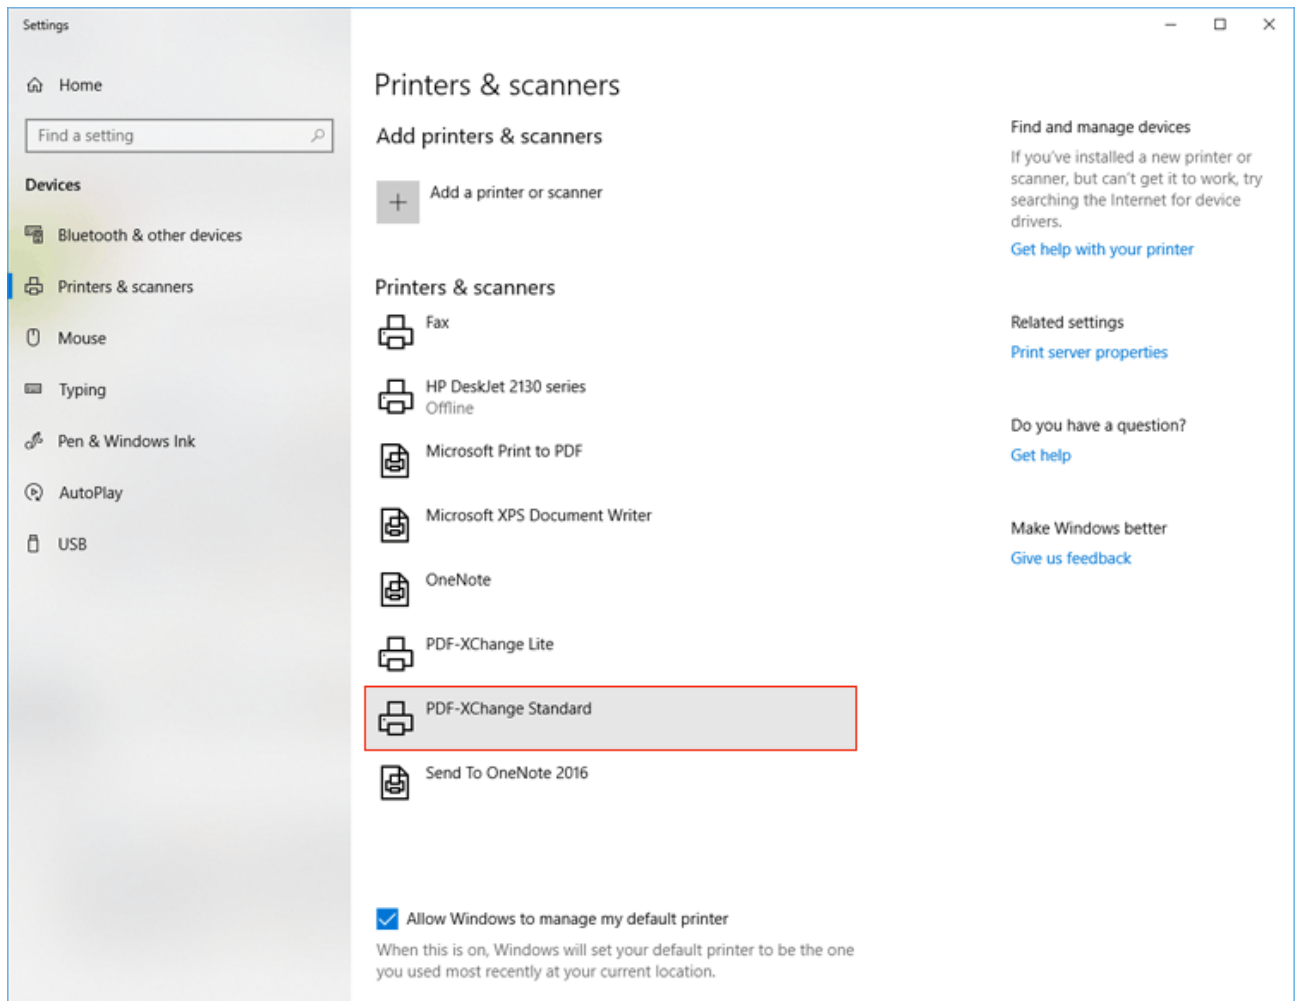 Settings
Home
Find a setting
Devices
Bluetooth & other devices
Printers & scanners
Mouse
Typing
Pen & Windows Ink
AutoPlay
USB
Printers & scanners
Add printers & scanners
Add a printer or scanner
Printers & scanners
Fax
HP DeskJet 2130 series
Offline
Microsoft Print to PDF
Microsoft XPS Document Writer
OneNote
PDF-XChange Lite
PDF-XChange Standard
Send To OneNote 2016
Allow Windows to manage my default printer
When this is on, Windows will set your default printer to be the one
you used most recently at your current location.
Find and manage devices
If you've installed a new printer or
scanner, but can't get it to work, try
searching the Internet for device
drivers.
Get help with your printer
Related settings
Print server properties
Do you have a question?
Get help
Make Windows better
Give us feedback